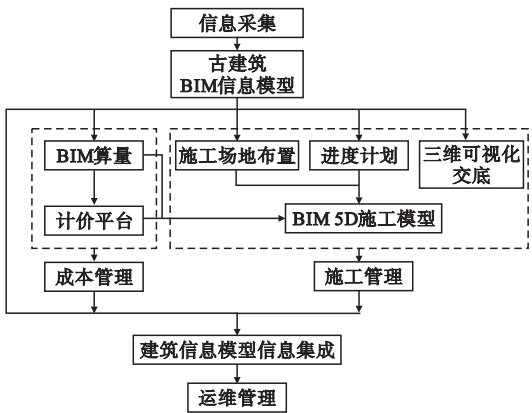 信息采集
古建筑
BIM信息模型
BIM算量
施工场地布置
进度计划
三维可视化
交底
计价平台
BIM 5D施工模型
成本管理
施工管理
建筑信息模型信息集成
运维管理